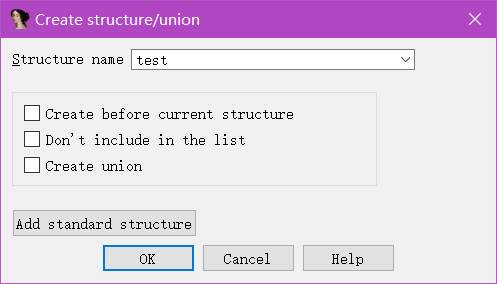 Create structure/union
Structure name test
Create before current structure
Don't include in the list
Create union
Add standard structure
OK Cancel Help